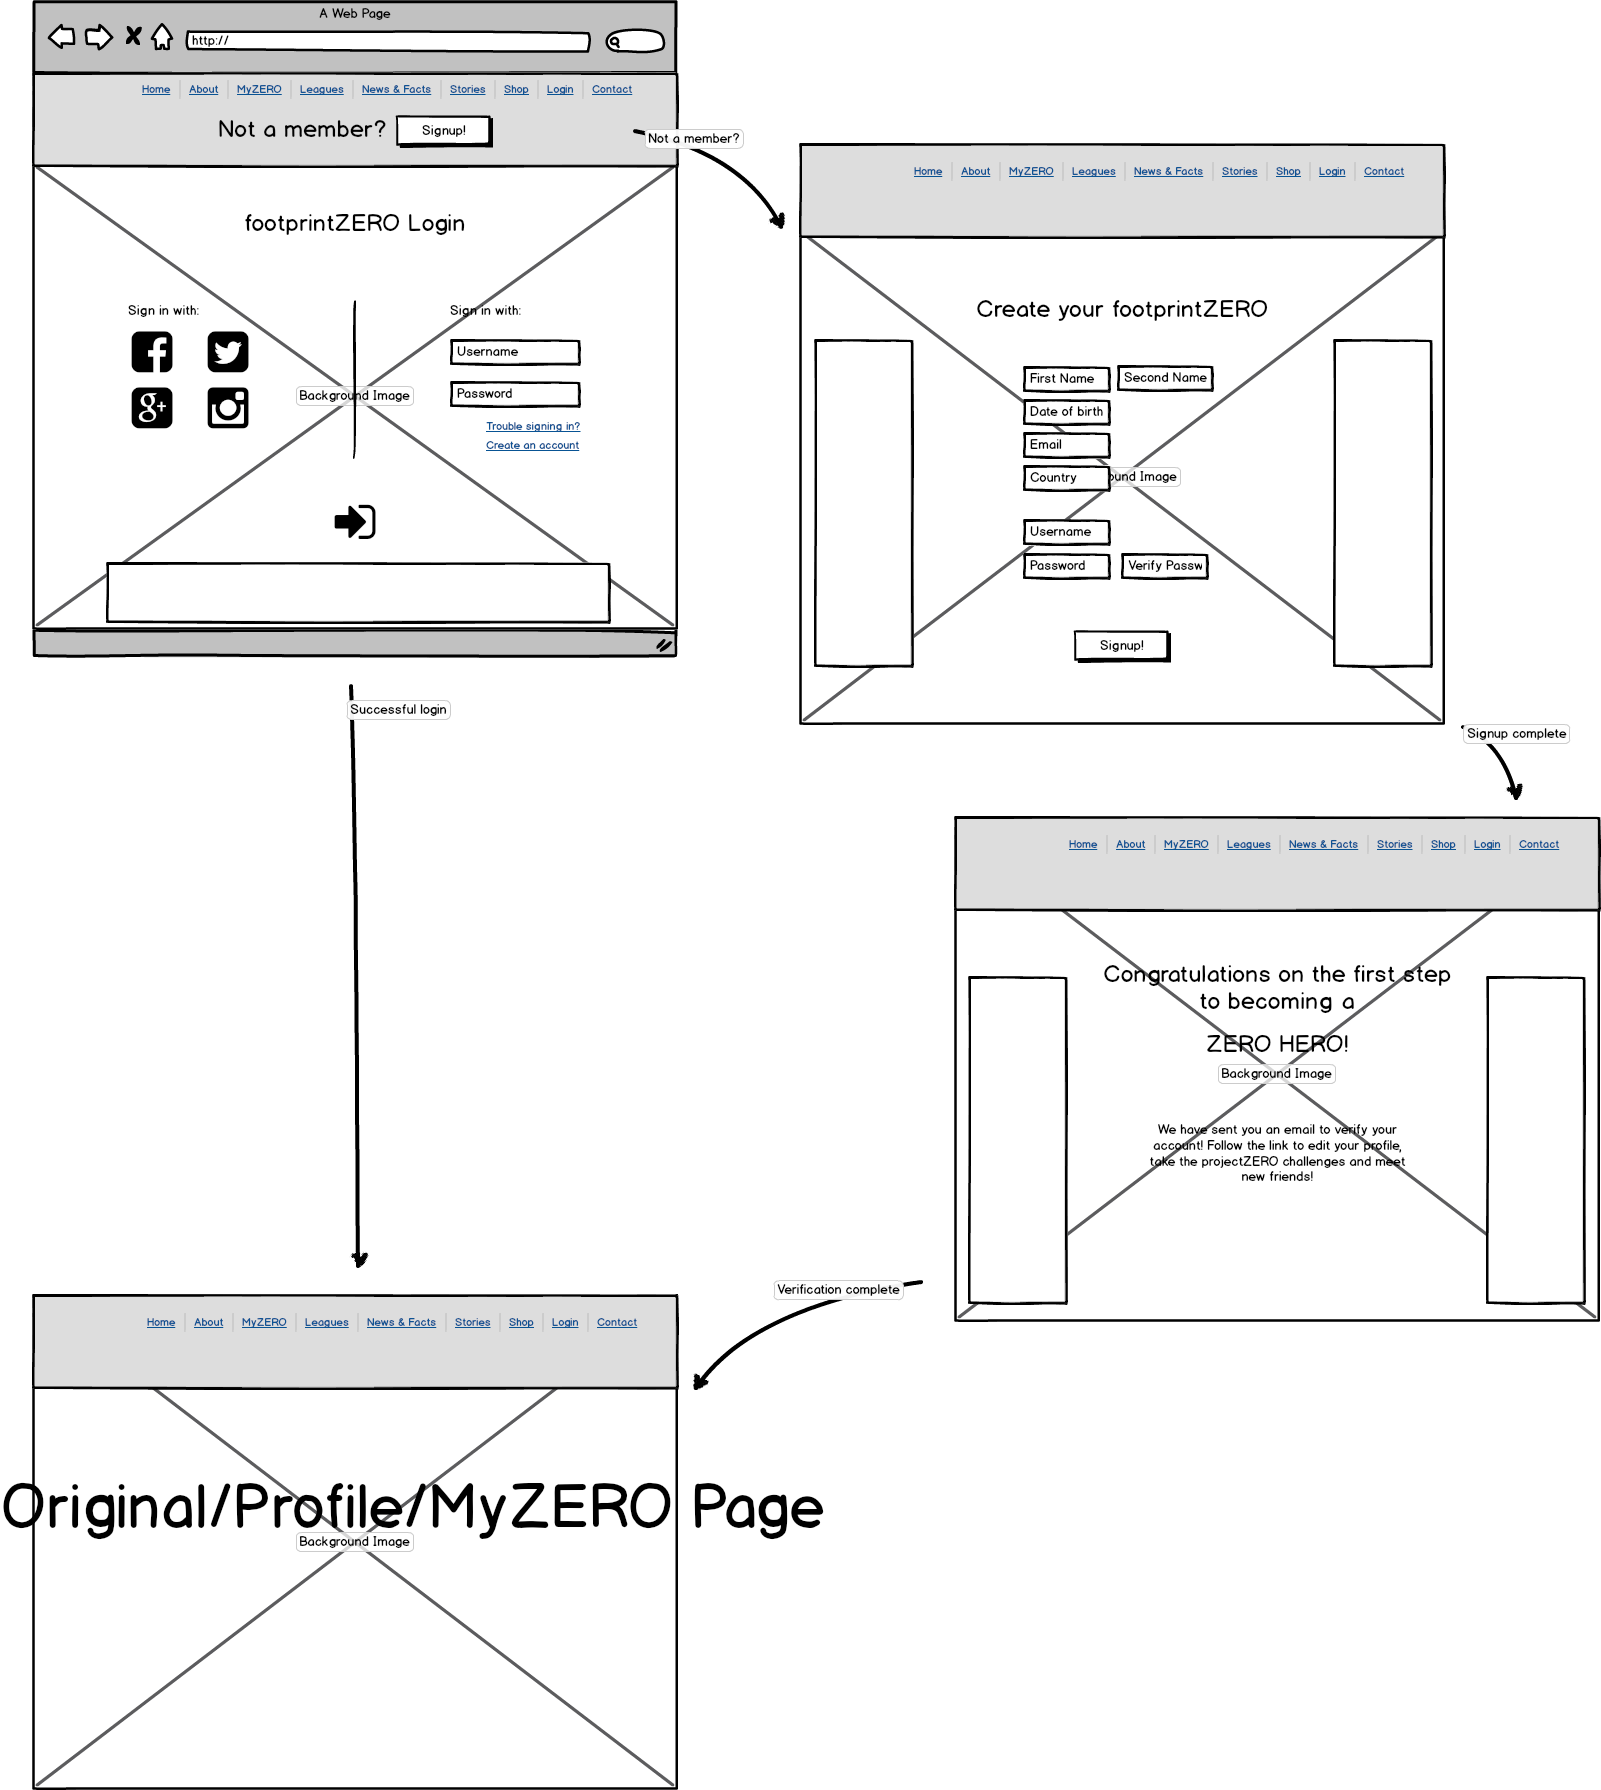 A Web Page
http://
Home About MyZERO Leagues News & Facts Stories Shop Login Contact
Not a member? Signup!
footprintZERO Login
Sign in with:
Sign in with:
Username
Password
Background Image
Trouble signing in?
Create an account
Not a member?
Home About MyZERO Leagues News & Facts Stories Shop Login Contact
Create your footprintZERO
First Name Second Name
Date of birth
Email
Country
Image
Username
Password Verify Passw
Signup!
Successful login
Signup complete
Home About MyZERO Leagues News & Facts Stories Shop Login Contact
Congratulations on the first step
to becoming a
ZERO HERO!
Background Image
We have sent you an email to verify your
account! Follow the link to edit your profile,
take the projectZERO challenges and meet
new friends!
Verification complete
Home About MyZERO Leagues News & Facts Stories Shop Login Contact
Original/Profile/MyZERO Page
Background Image